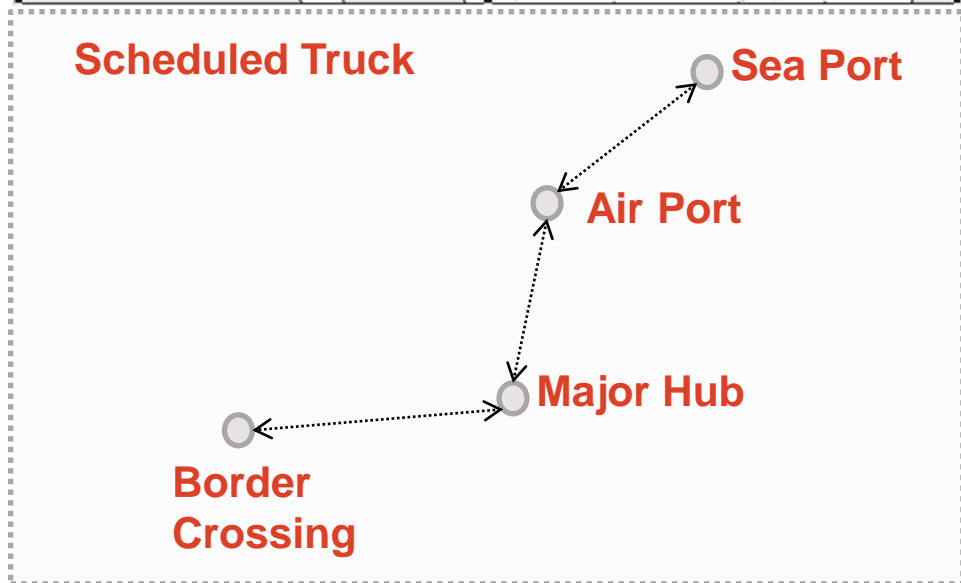 Scheduled Truck
Sea Port
Air Port
Major Hub
Border
Crossing